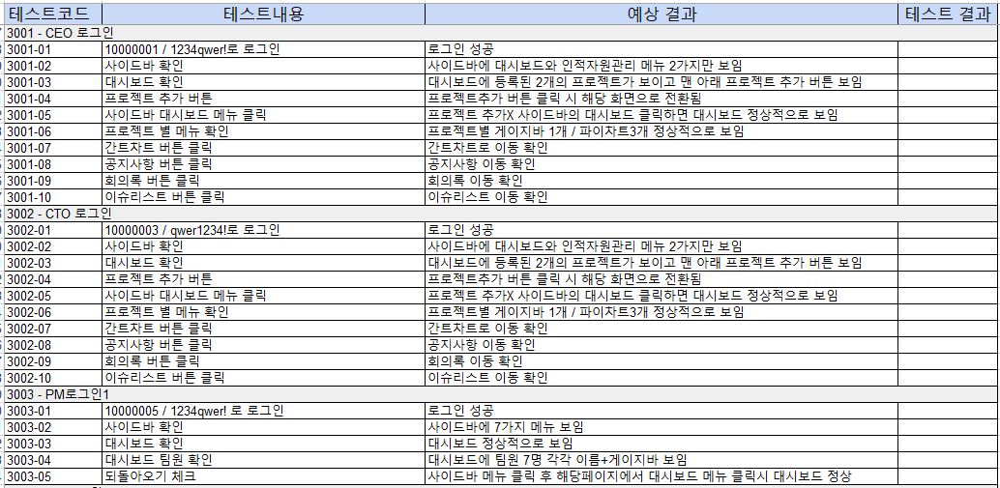 테스트코드 테스트내용 예상 결과 테스트 결과
3001 - CEO 로그인
3001-01 10000001 / 1234qwer!로 로그인 로그인 성공
3001-02 사이드바 확인 사이드바에 대시보드와 인적자원관리 메뉴 2가지만 보임
3001-03 대시보드 확인 대시보드에 등록된 2개의 프로젝트가 보이고 맨 아래 프로젝트 추가 버튼 보임
3001-04 프로젝트 추가 버튼 프로젝트추가 버튼 클릭 시 해당 화면으로 전환됨
3001-05 사이드바 대시보드 메뉴 클릭 프로젝트 추가X 사이드바의 대시보드 클릭하면 대시보드 정상적으로 보임
3001-06 프로젝트 별 메뉴 확인 프로젝트별 게이지바 1개 / 파이차트3개 정상적으로 보임
3001-07 간트차트 버튼 클릭 간트차트로 이동 확인
3001-08 공지사항 버튼 클릭 공지사항 이동 확인
3001-09 회의록 버튼 클릭 회의록 이동 확인
3001-10 이슈리스트 버튼 클릭 이슈리스트 이동 확인
3002 - CTO 로그인
3002-01 10000003 / qwer1234!로 로그인 로그인 성공
3002-02 사이드바 확인 사이드바에 대시보드와 인적자원관리 메뉴 2가지만 보임
3002-03 대시보드 확인 대시보드에 등록된 2개의 프로젝트가 보이고 맨 아래 프로젝트 추가 버튼 보임
3002-04 프로젝트 추가 버튼 프로젝트추가 버튼 클릭 시 해당 화면으로 전환됨
3002-05 사이드바 대시보드 메뉴 클릭 프로젝트 추가X 사이드바의 대시보드 클릭하면 대시보드 정상적으로 보임
3002-06 프로젝트 별 메뉴 확인 프로젝트별 게이지바 1개 / 파이차트3개 정상적으로 보임
3002-07 간트차트 버튼 클릭 간트차트로 이동 확인
3002-08 공지사항 버튼 클릭 공지사항 이동 확인
3002-09 회의록 버튼 클릭 회의록 이동 확인
3002-10 이슈리스트 버튼 클릭 이슈리스트 이동 확인
3003 - PM로그인1
3003-01 10000005 / 1234qwer! 로 로그인 로그인 성공
3003-02 사이드바 확인 사이드바에 7가지 메뉴 보임
3003-03 대시보드 확인 대시보드 정상적으로 보임
3003-04 대시보드 팀원 확인 대시보드에 팀원 7명 각각 이름+게이지바 보임
3003-05 되돌아오기 체크 사이드바 메뉴 클릭 후 해당페이지에서 대시보드 메뉴 클릭시 대시보드 정상